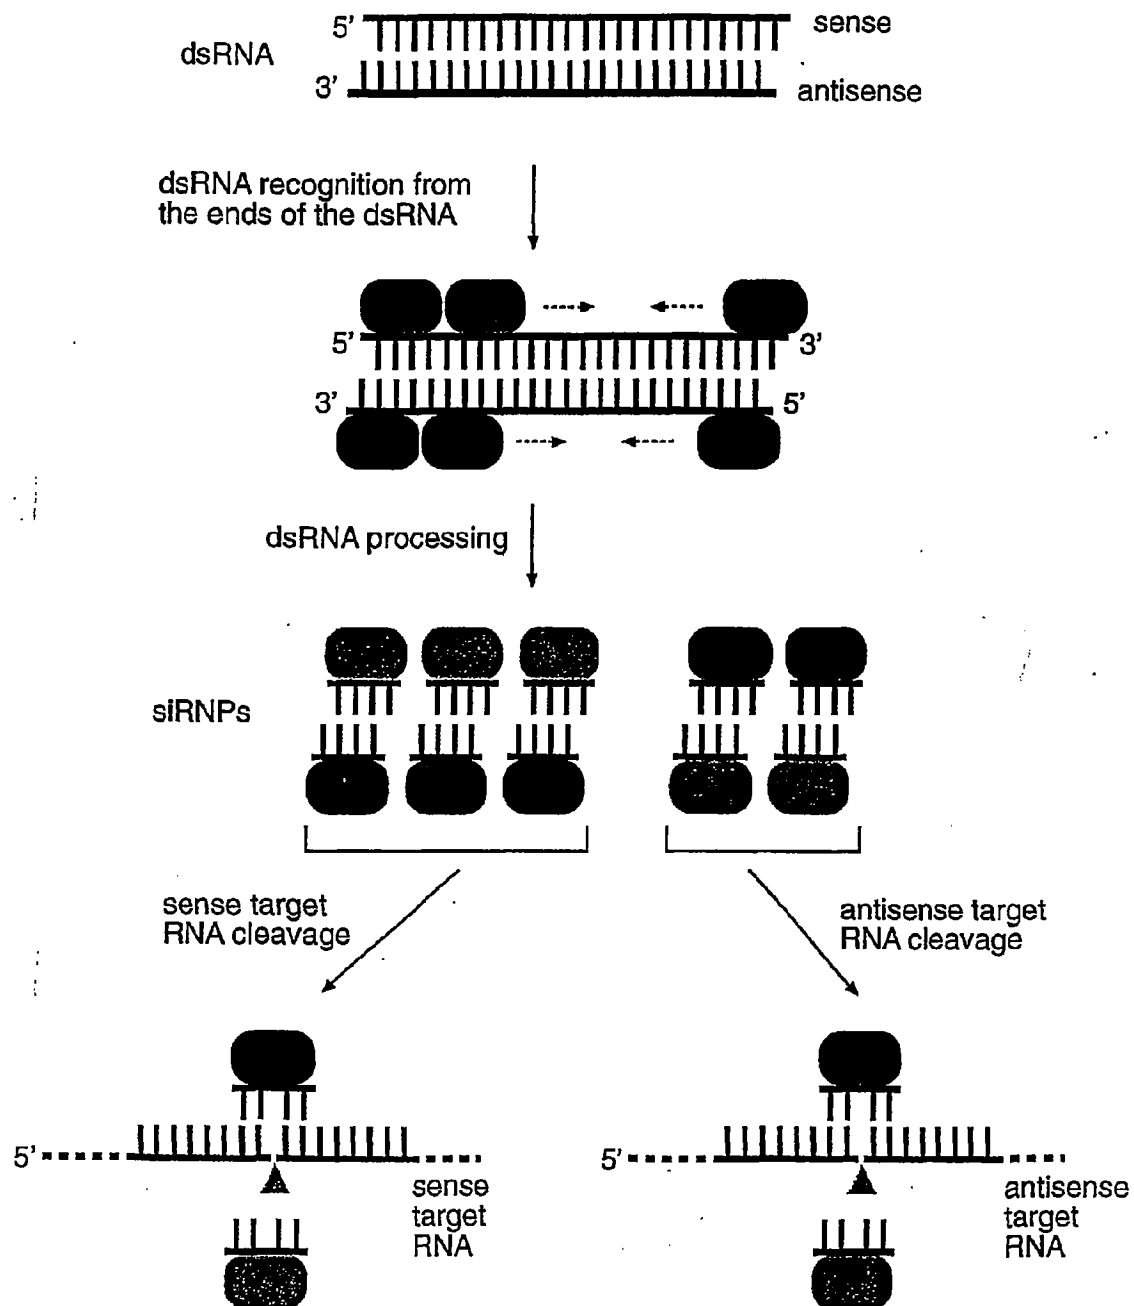 5’
sense
dsRNA
3’
antisense
dsRNA recognition from
the ends of the dsRNA
5’
3’
3’
5’
dsRNA processing
siRNPs
sense target
RNA cleavage
antisense target
RNA cleavage
5’
sense
target
RNA
5’
antisense
target
RNA